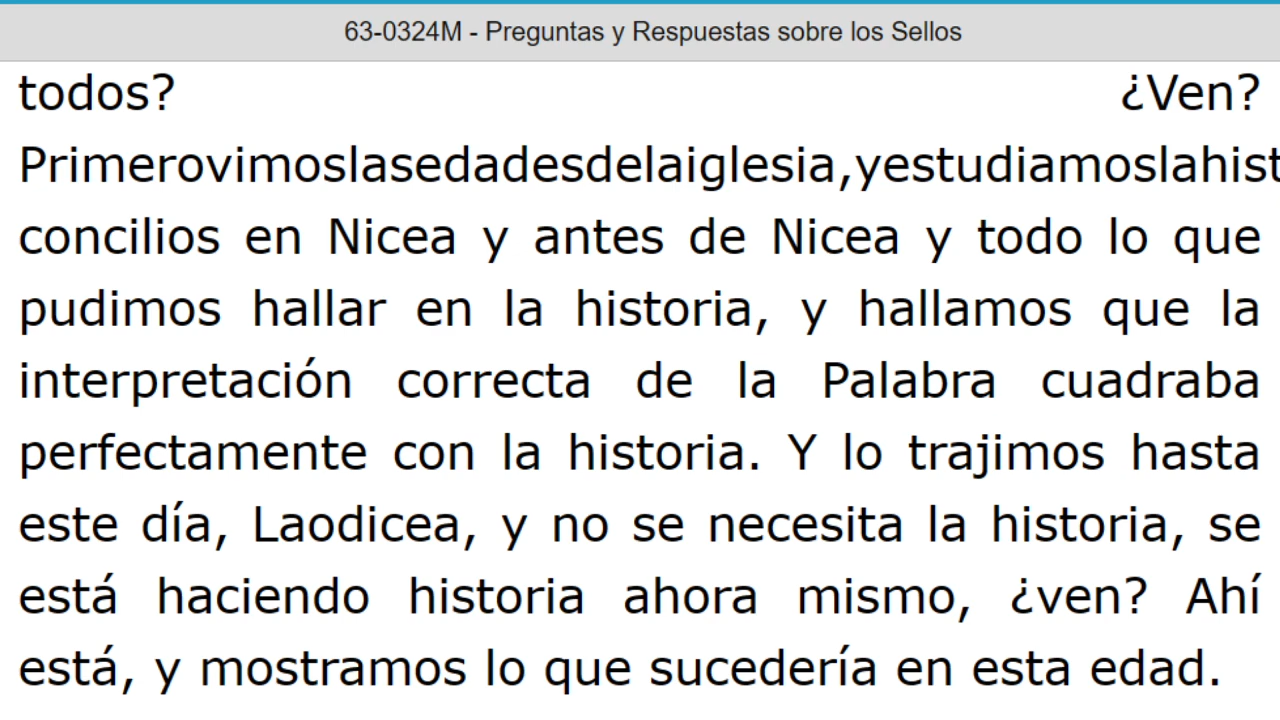 63-0324M - Preguntas y Respuestas sobre los Sellos
todos? ¿Ven?
Primerovimoslasedadesdelaiglesia,yestudiamoslahist
concilios en Nicea y antes de Nicea y todo lo que
pudimos hallar en la historia, y hallamos que la
interpretación correcta de la Palabra cuadraba
perfectamente con la historia. Y lo trajimos hasta
este día, Laodicea, y no se necesita la historia, se
está haciendo historia ahora mismo, ¿ven? Ahí
está, y mostramos lo que sucedería en esta edad.